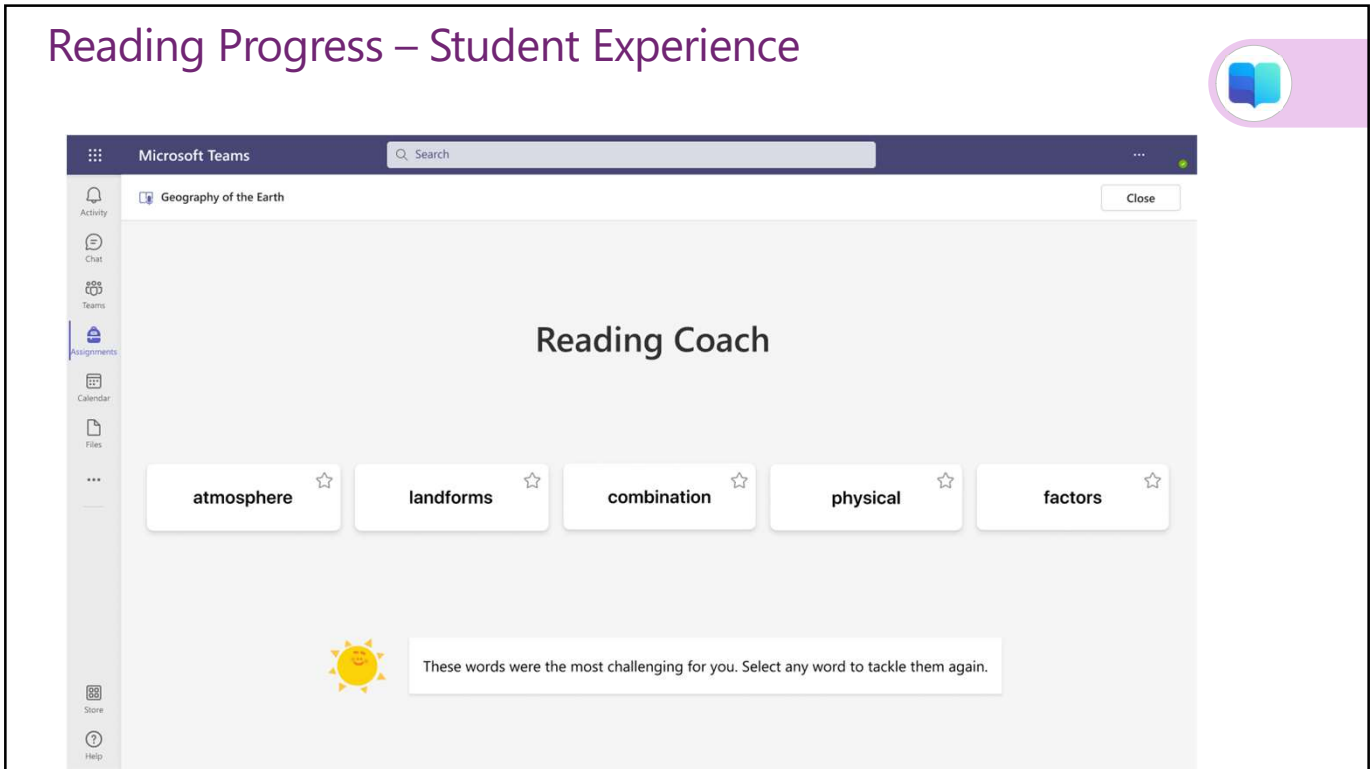 Reading Progress – Student Experience
Microsoft Teams
Search
...
Activity
Geography of the Earth
Close
Chat
Teams
Assignments
Calendar
Files
...
Reading Coach
atmosphere
landforms
combination
physical
factors
These words were the most challenging for you. Select any word to tackle them again.
Store
Help